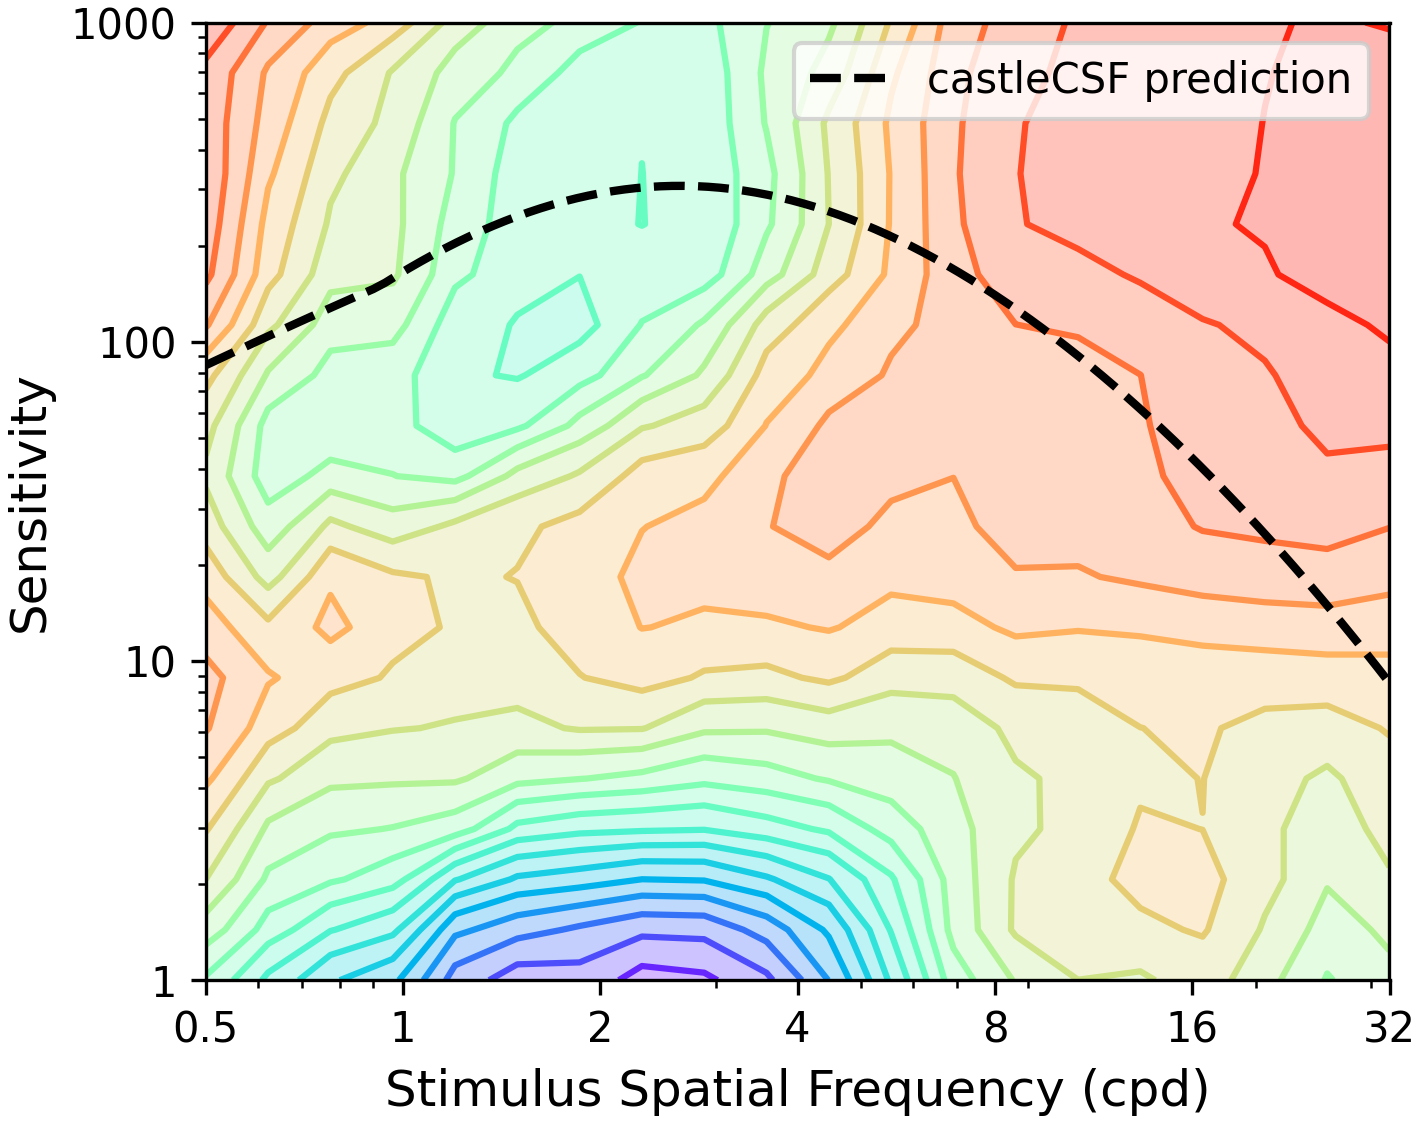 1000
100
10
1
Sensitivity
castleCSF prediction
0.5 1 2 4 8 16 32
Stimulus Spatial Frequency (cpd)